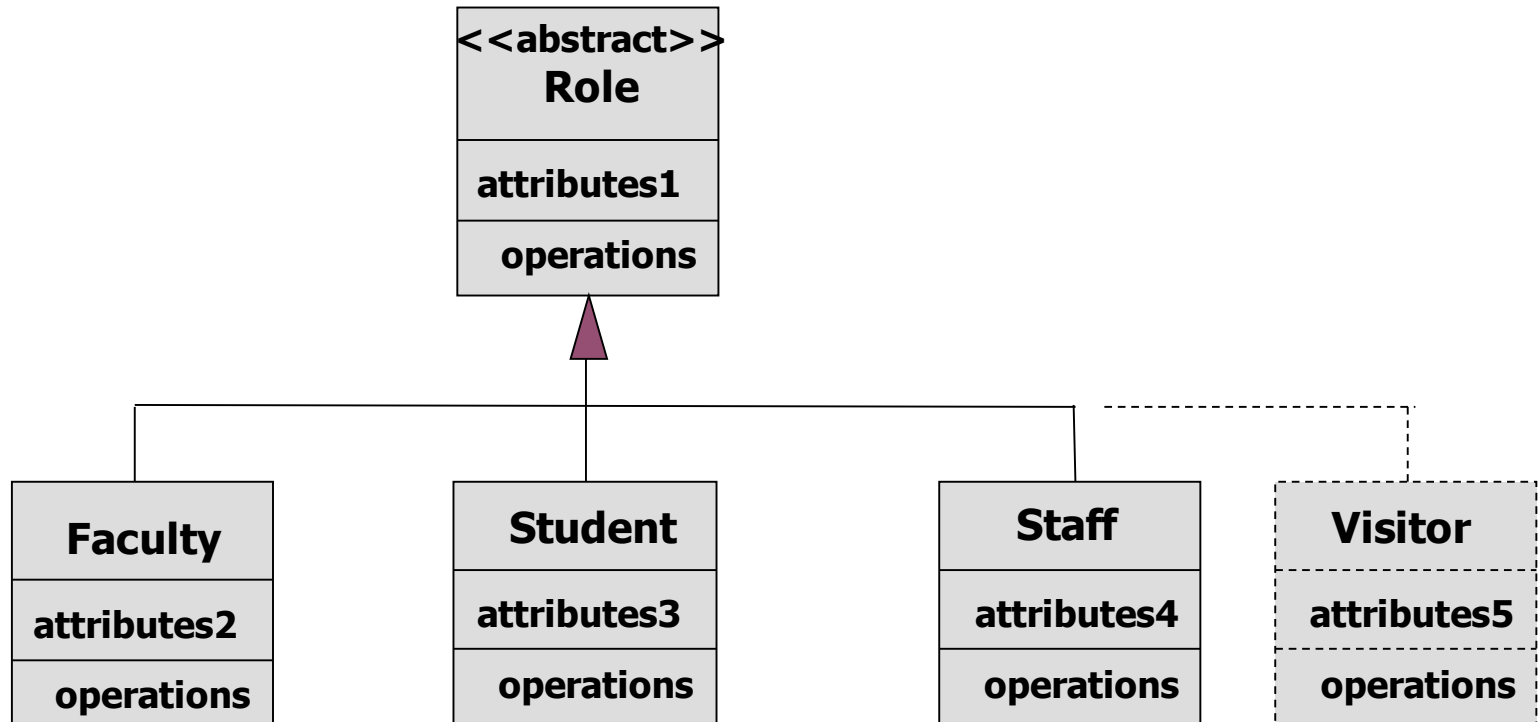 <<abstract>>
Role
attributes1
operations
Faculty
attributes2
operations
Student
attributes3
operations
Staff
attributes4
operations
Visitor
attributes5
operations